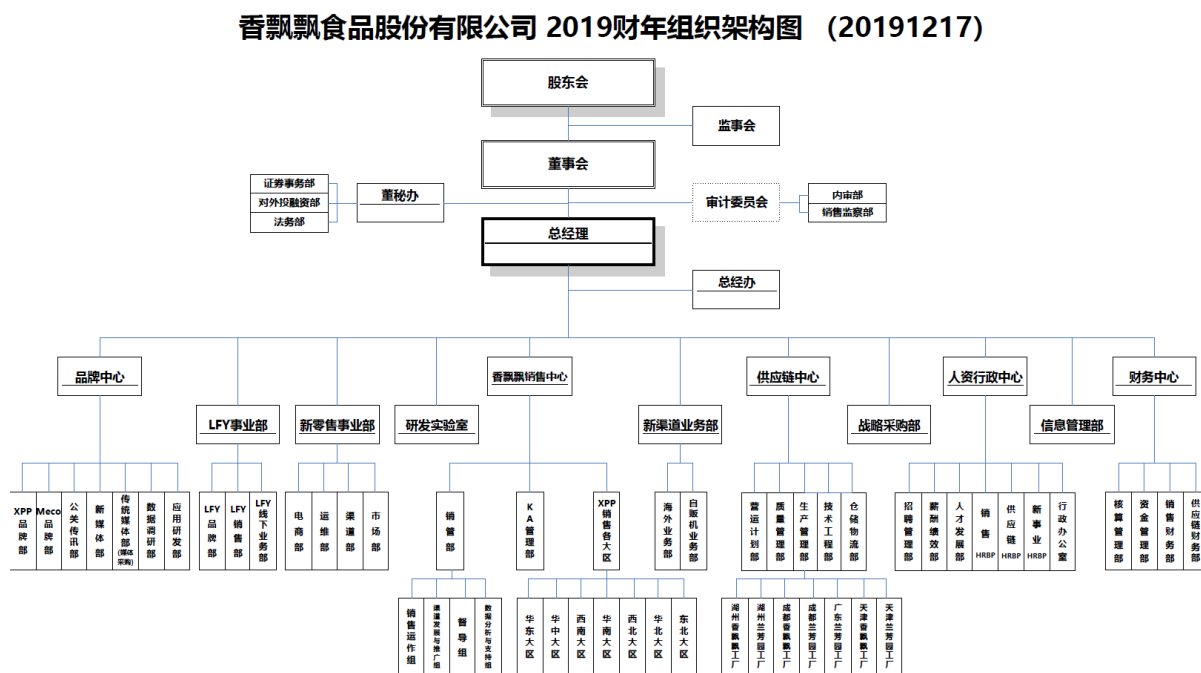 香飘飘食品股份有限公司 2019财年组织架构图 （20191217）
股东会
监事会
董事会
证券事务部
对外投融资部
法务部
董秘办
审计委员会
内审部
销售监察部
总经理
总经办
品牌中心
香飘飘销售中心
供应链中心
人资行政中心
财务中心
LFY事业部
新零售事业部
研发实验室
新渠道业务部
战略采购部
信息管理部
XPP品牌部
Meco品牌部
公关传讯部
新媒体部
传统媒体部(媒体采购)
数据调研部
应用研发部
LFY品牌部
LFY销售部
LFY线下业务部
电商部
运维部
渠道部
市场部
销管部
KA管理部
XPP销售各大区
海外业务部
自贩机业务部
营运计划部
质量管理部
生产管理部
技术工程部
仓储物流部
招聘管理部
薪酬绩效部
人才发展部
销售HRBP
供应链HRBP
新事业HRBP
行政办公室
核算管理部
资金管理部
销售财务部
供应链财务部
销售运作组
渠道发展与推广组
督导组
数据分析与支持组
华东大区
华中大区
西南大区
华南大区
西北大区
华北大区
东北大区
湖州香飘飘工厂
湖州兰芳园工厂
成都香飘飘工厂
成都兰芳园工厂
广东兰芳园工厂
天津香飘飘工厂
天津兰芳园工厂